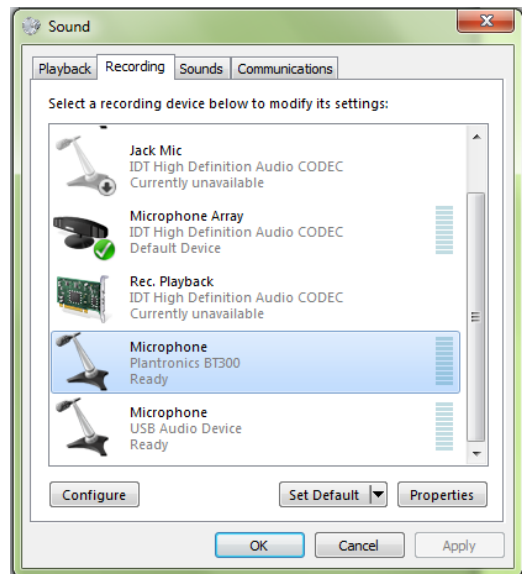 Sound
Playback Recording Sounds Communications
Select a recording device below to modify its settings:
Jack Mic
IDT High Definition Audio CODEC
Currently unavailable
Microphone Array
IDT High Definition Audio CODEC
Default Device
Rec. Playback
IDT High Definition Audio CODEC
Currently unavailable
Microphone
Plantronics BT300
Ready
Microphone
USB Audio Device
Ready
Configure Set Default Properties
OK Cancel Apply